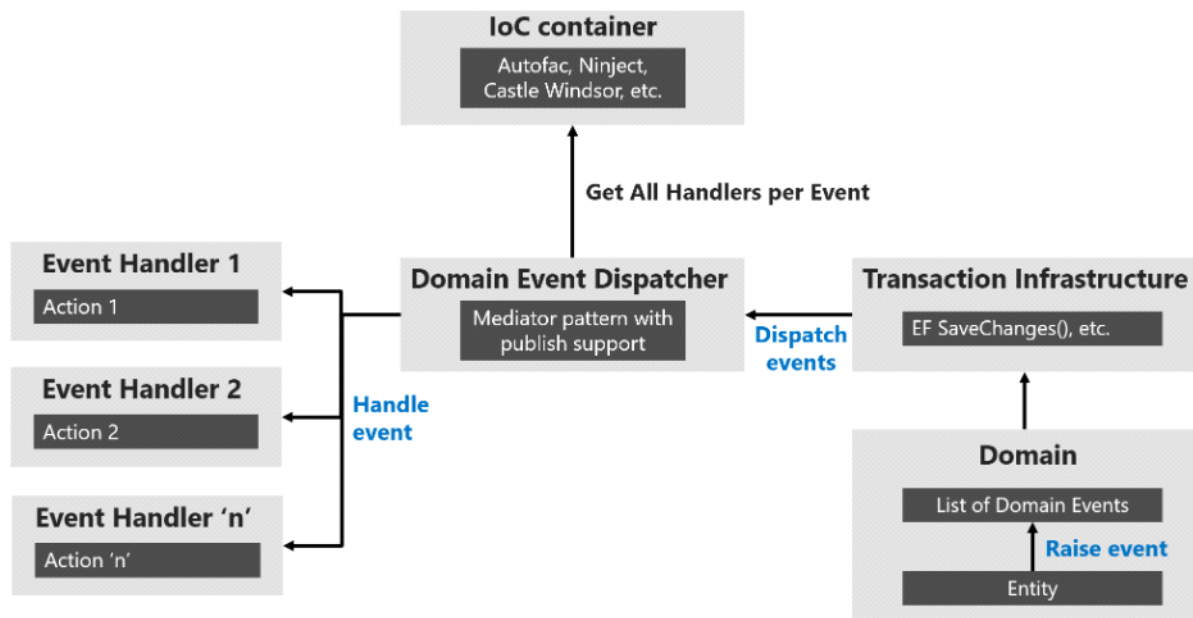 IoC container
Autofac, Ninject,
Castle Windsor, etc.
Get All Handlers per Event
Event Handler 1
Action 1
Domain Event Dispatcher
Mediator pattern with
publish support
Transaction Infrastructure
EF SaveChanges(), etc.
Dispatch
events
Event Handler 2
Action 2
Handle
event
Domain
List of Domain Events
Raise event
Entity
Event Handler ‘n’
Action ‘n’